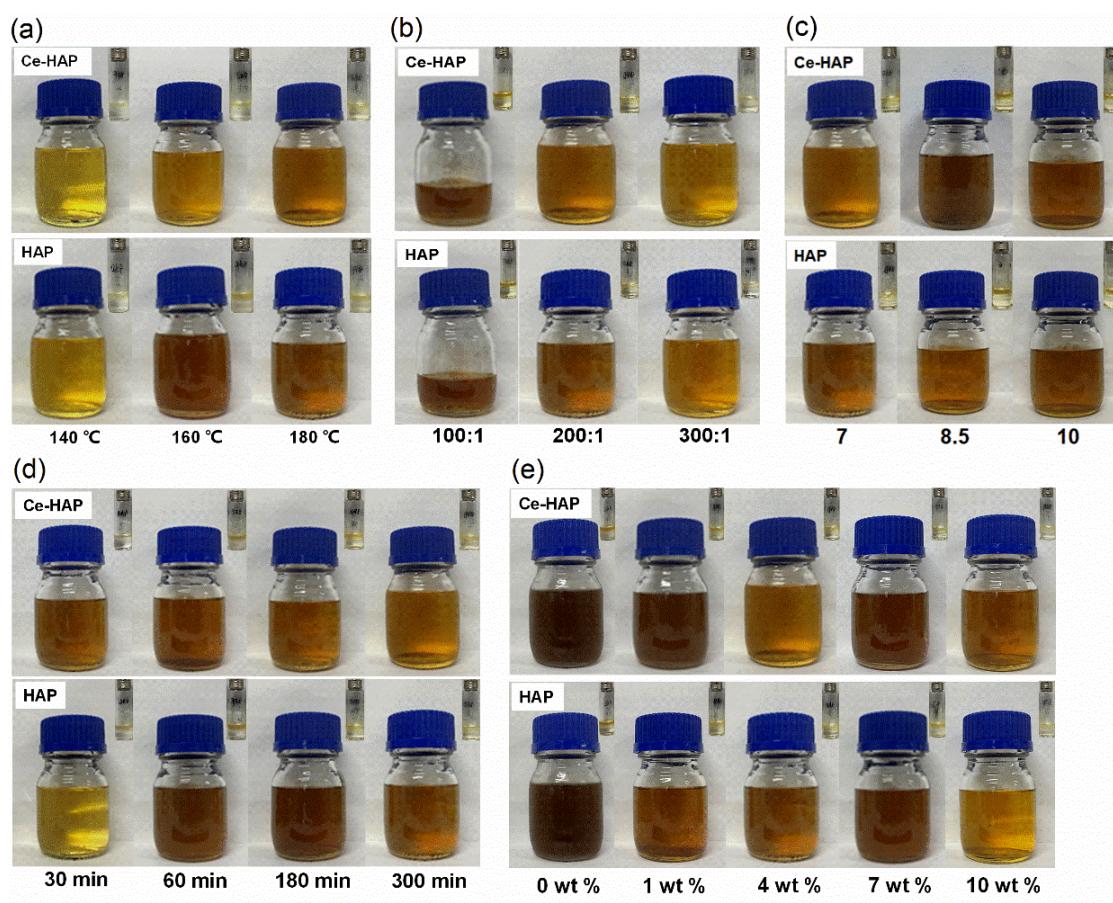 (a)
Ce-HAP
HAP
140 ℃ 160 ℃ 180 ℃
(b)
Ce-HAP
HAP
100:1 200:1 300:1
(c)
Ce-HAP
HAP
7 8.5 10
(d)
Ce-HAP
HAP
30 min 60 min 180 min 300 min
(e)
Ce-HAP
HAP
0 wt % 1 wt % 4 wt % 7 wt % 10 wt %